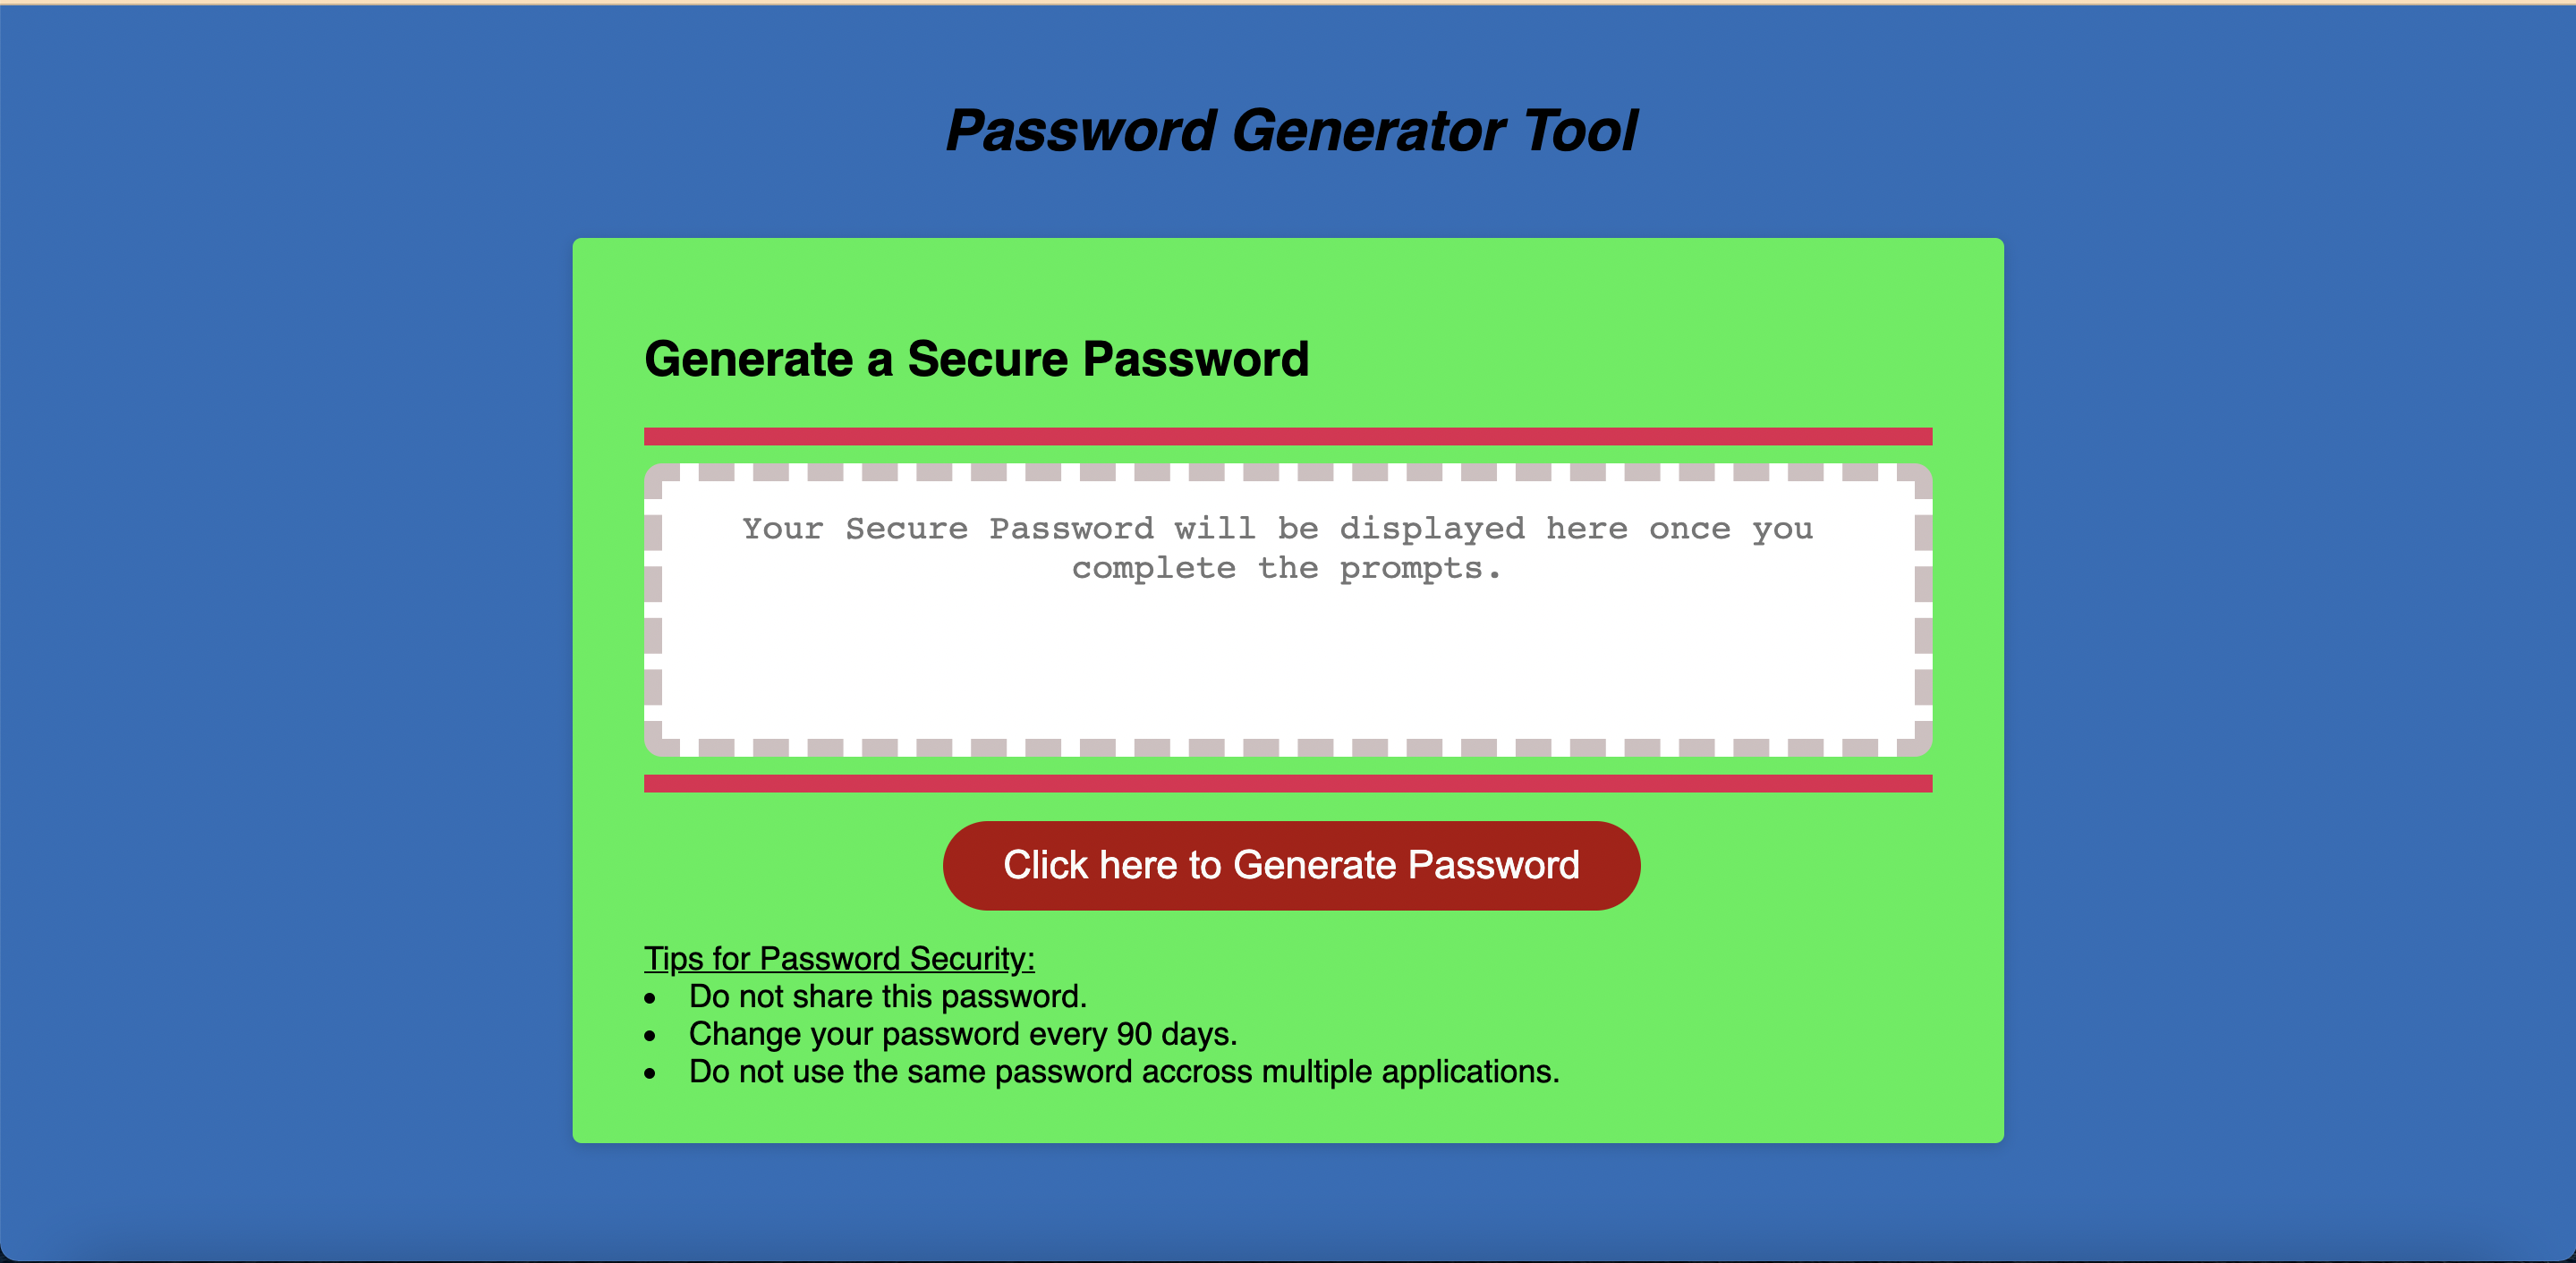 Password Generator Tool
Generate a Secure Password
Your Secure Password will be displayed here once you
complete the prompts.
Click here to Generate Password
Tips for Password Security:
• Do not share this password.
• Change your password every 90 days.
• Do not use the same password accross multiple applications.